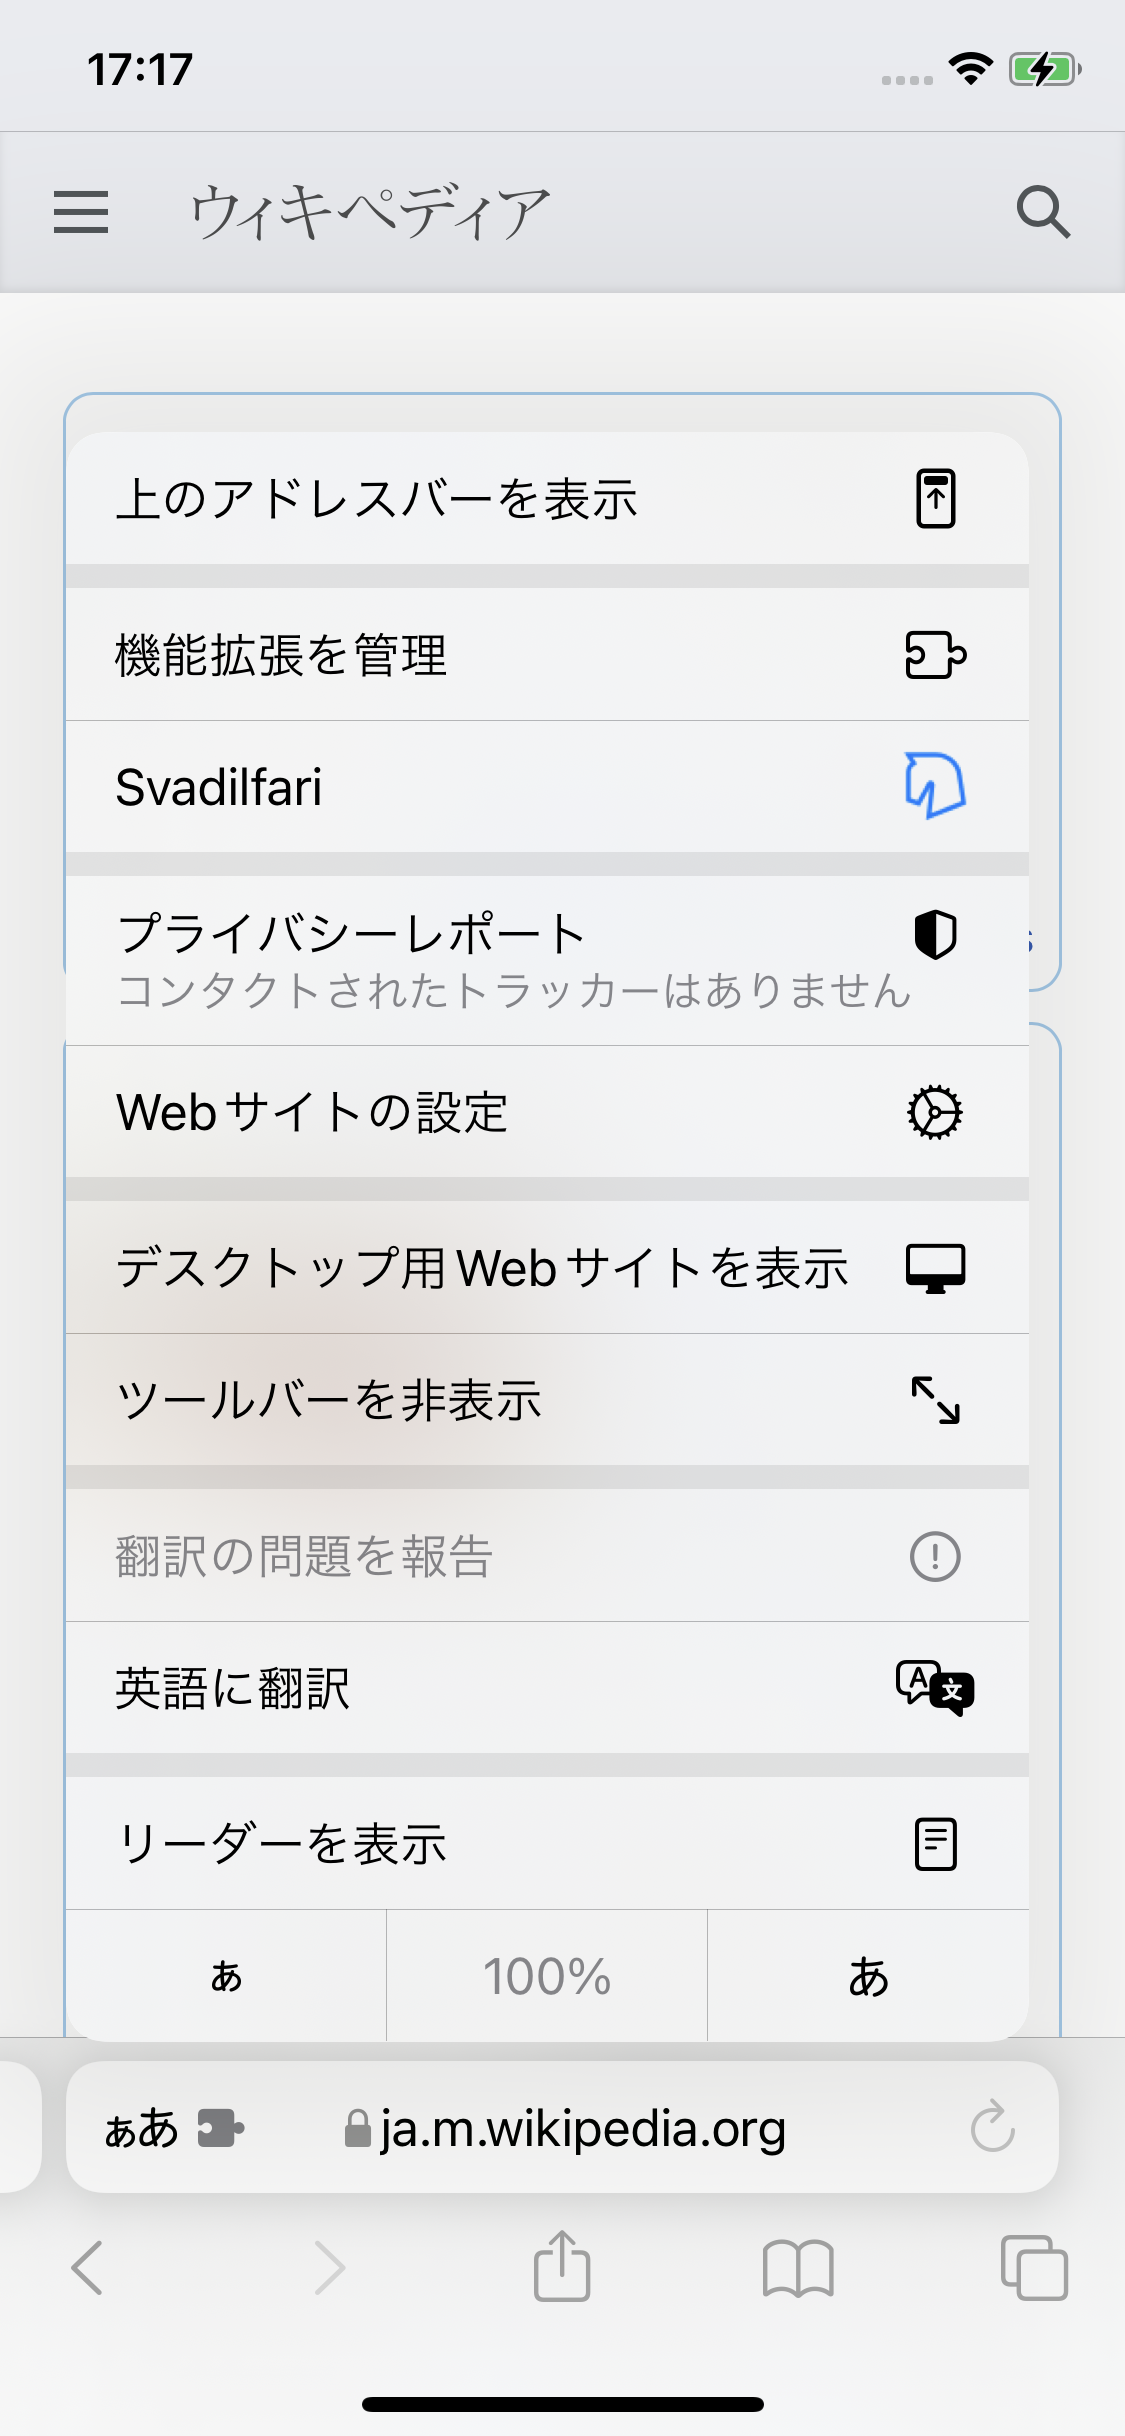 17:17
ウィキペディア
上のアドレスバーを表示
機能拡張を管理
Svadilfari
プライバシーレポート
コンタクトされたトラッカーはありません
s
Webサイトの設定
デスクトップ用Webサイトを表示
ツールバーを非表示
翻訳の問題を報告
英語に翻訳
A文
リーダーを表示
ぁ 100% あ
ぁあ ja.m.wikipedia.org